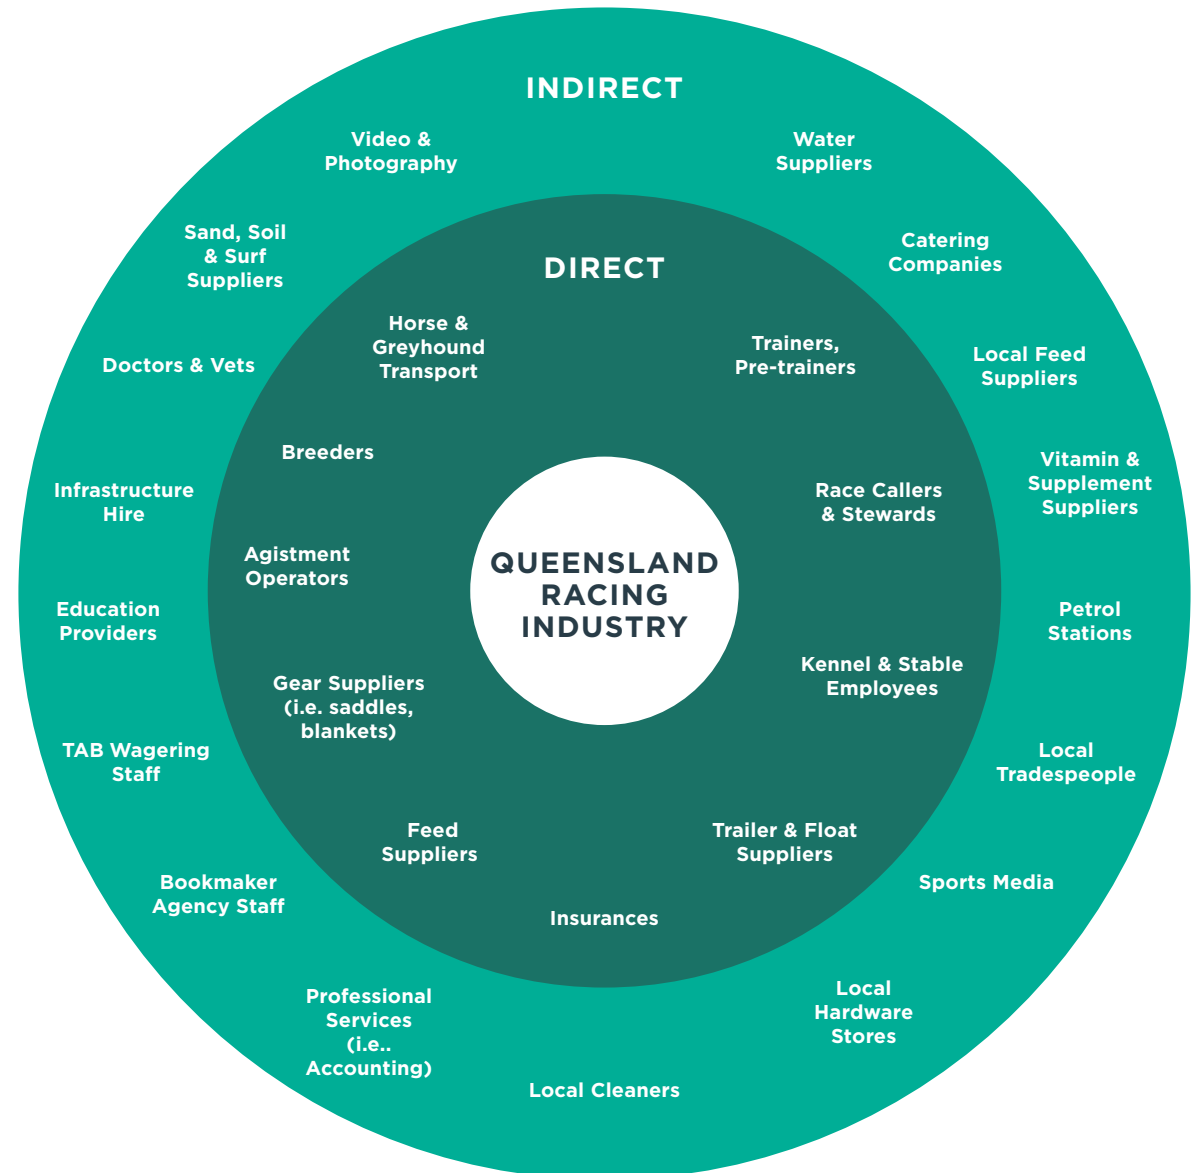 INDIRECT
Video &
Photography
Water
Suppliers
Sand, Soil
& Surf
Suppliers
Catering
Companies
Doctors & Vets
Local Feed
Suppliers
Infrastructure
Hire
Vitamin &
Supplement
Suppliers
Education
Providers
Petrol
Stations
TAB Wagering
Staff
Local
Tradespeople
Bookmaker
Agency Staff
Sports Media
Professional
Services
(i.e..
Accounting)
Local
Hardware
Stores
Local Cleaners
DIRECT
Horse &
Greyhound
Transport
Trainers,
Pre-trainers
Breeders
Race Callers
& Stewards
Agistment
Operators
Kennel & Stable
Employees
Gear Suppliers
(i.e. saddles,
blankets)
Feed
Suppliers
Trailer & Float
Suppliers
Insurances
QUEENSLAND
RACING
INDUSTRY